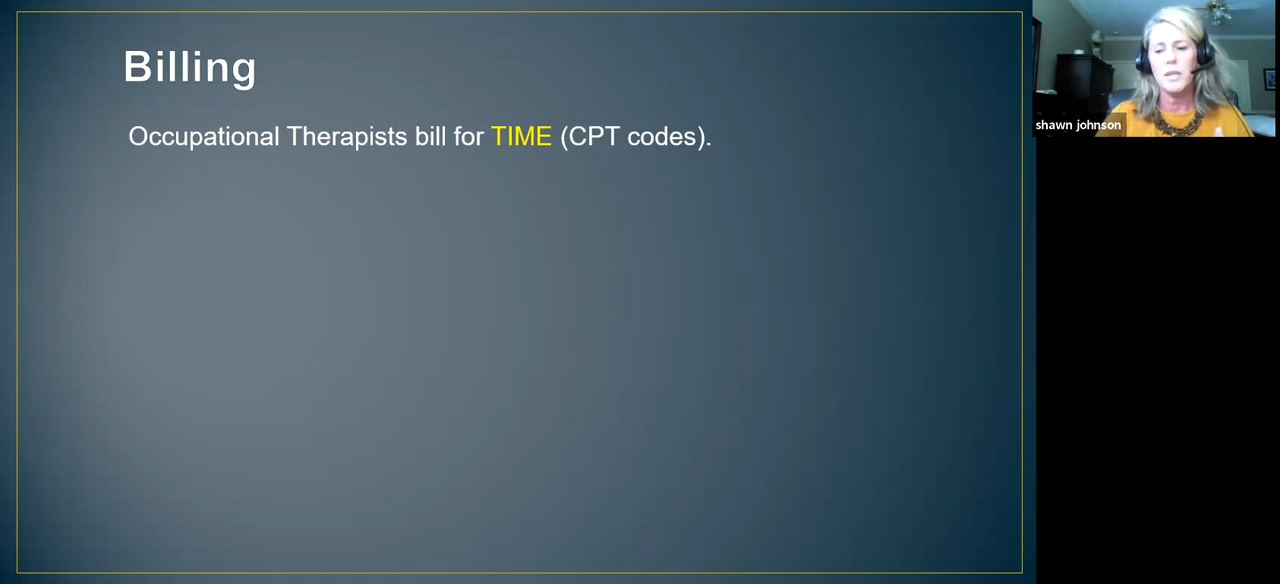 Billing
Occupational Therapists bill for TIME (CPT codes).
shawn johnson